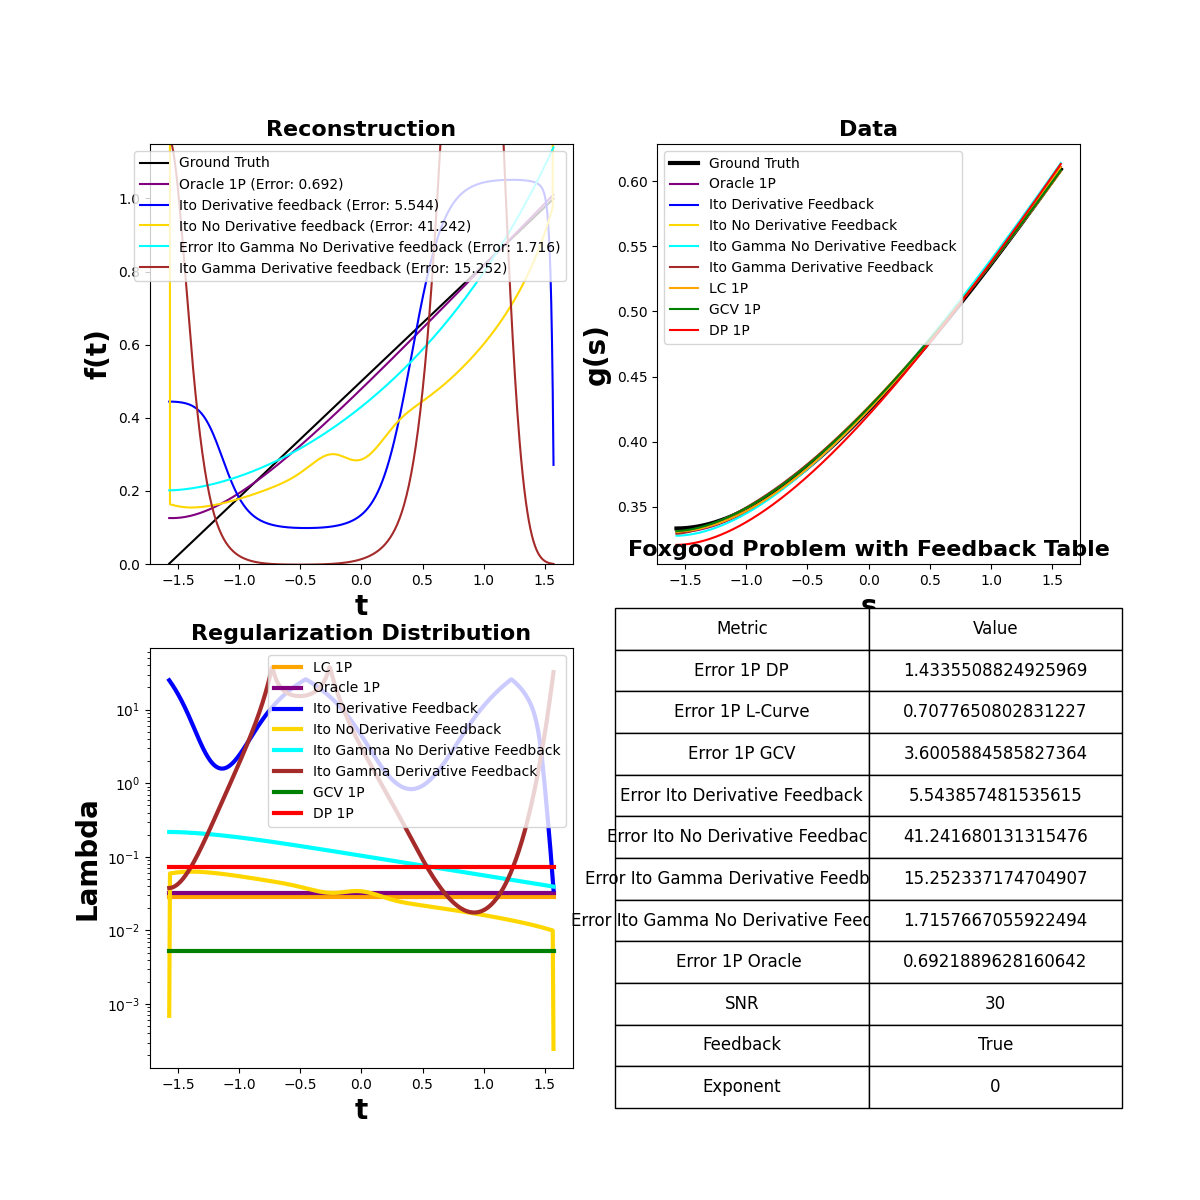 Reconstruction
Ground Truth
Oracle 1P (Error: 0.692)
Ito Derivative feedback (Error: 5.544)
Ito No Derivative feedback (Error: 41.242)
Error Ito Gamma No Derivative feedback (Error: 1.716)
Ito Gamma Derivative feedback (Error: 15.252)
f(t)
1.0
0.8
0.6
0.4
0.2
0.0
−1.5 −1.0 −0.5 0.0 0.5 1.0 1.5
t
Data
Ground Truth
Oracle 1P
Ito Derivative Feedback
Ito No Derivative Feedback
Ito Gamma No Derivative Feedback
Ito Gamma Derivative Feedback
LC 1P
GCV 1P
DP 1P
g(s)
0.60
0.55
0.50
0.45
0.40
0.35
−1.5 −1.0 −0.5 0.0 0.5 1.0 1.5
s
Regularization Distribution
LC 1P
Oracle 1P
Ito Derivative Feedback
Ito No Derivative Feedback
Ito Gamma No Derivative Feedback
Ito Gamma Derivative Feedback
GCV 1P
DP 1P
Lambda
10¹
10⁰
10⁻¹
10⁻²
10⁻³
−1.5 −1.0 −0.5 0.0 0.5 1.0 1.5
t
Foxgood Problem with Feedback Table
Metric Value
Error 1P DP 1.4335508824925969
Error 1P L-Curve 0.7077650802831227
Error 1P GCV 3.6005884585827364
Error Ito Derivative Feedback 5.543857481535615
Error Ito No Derivative Feedbac 41.241680131315476
Error Ito Gamma Derivative Feedb 15.252337174704907
Error Ito Gamma No Derivative Feed 1.7157667055922494
Error 1P Oracle 0.6921889628160642
SNR 30
Feedback True
Exponent 0